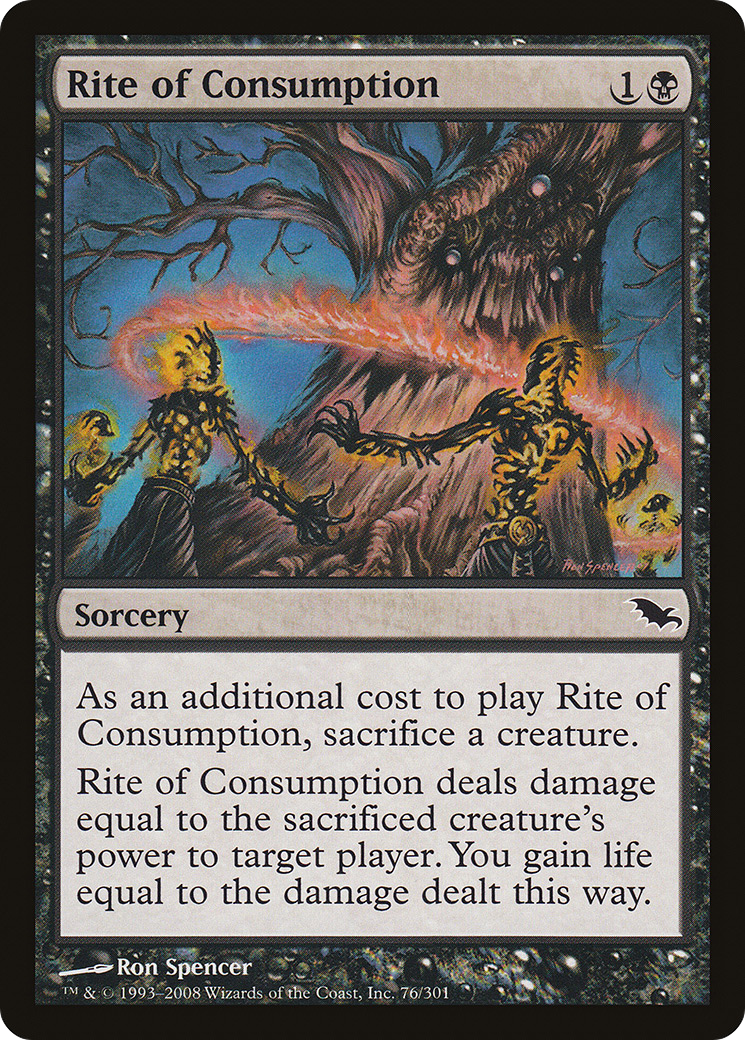 Rite of Consumption 1
RON SPENCER
Sorcery
As an additional cost to play Rite of
Consumption, sacrifice a creature.
Rite of Consumption deals damage
equal to the sacrificed creature's
power to target player. You gain life
equal to the damage dealt this way.
Ron Spencer
™ & © 1993–2008 Wizards of the Coast, Inc. 76/301